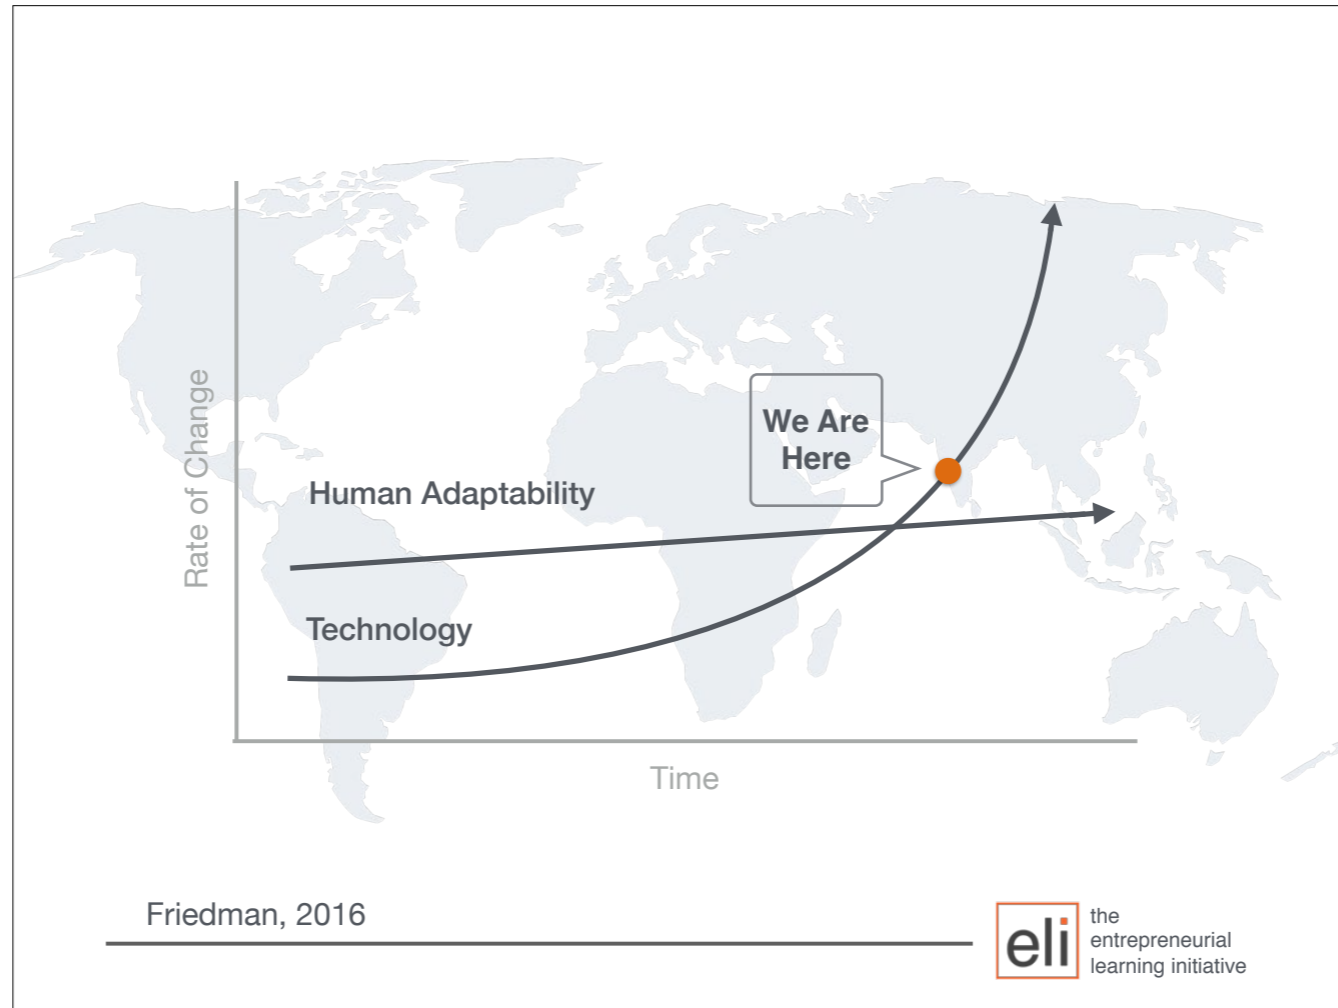 Rate of Change
Human Adaptability
Technology
We Are
Here
Time
Friedman, 2016
eli
the
entrepreneurial
learning initiative